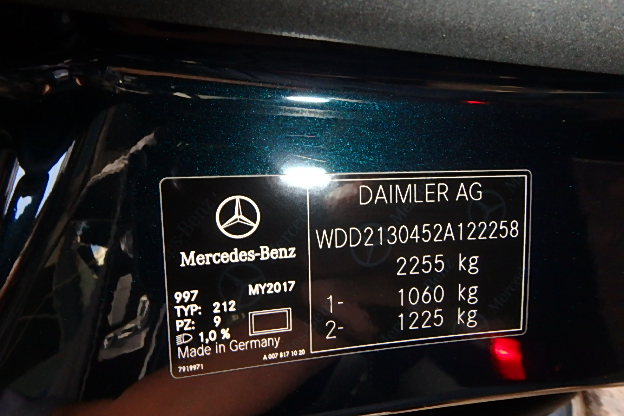 Mercedes-Benz
997 MY2017
TYP: 212
PZ: 9
1,0 %
Made in Germany
7919971 A 007 817 10 20
DAIMLER AG
WDD2130452A122258
2255 kg
1- 1060 kg
2- 1225 kg